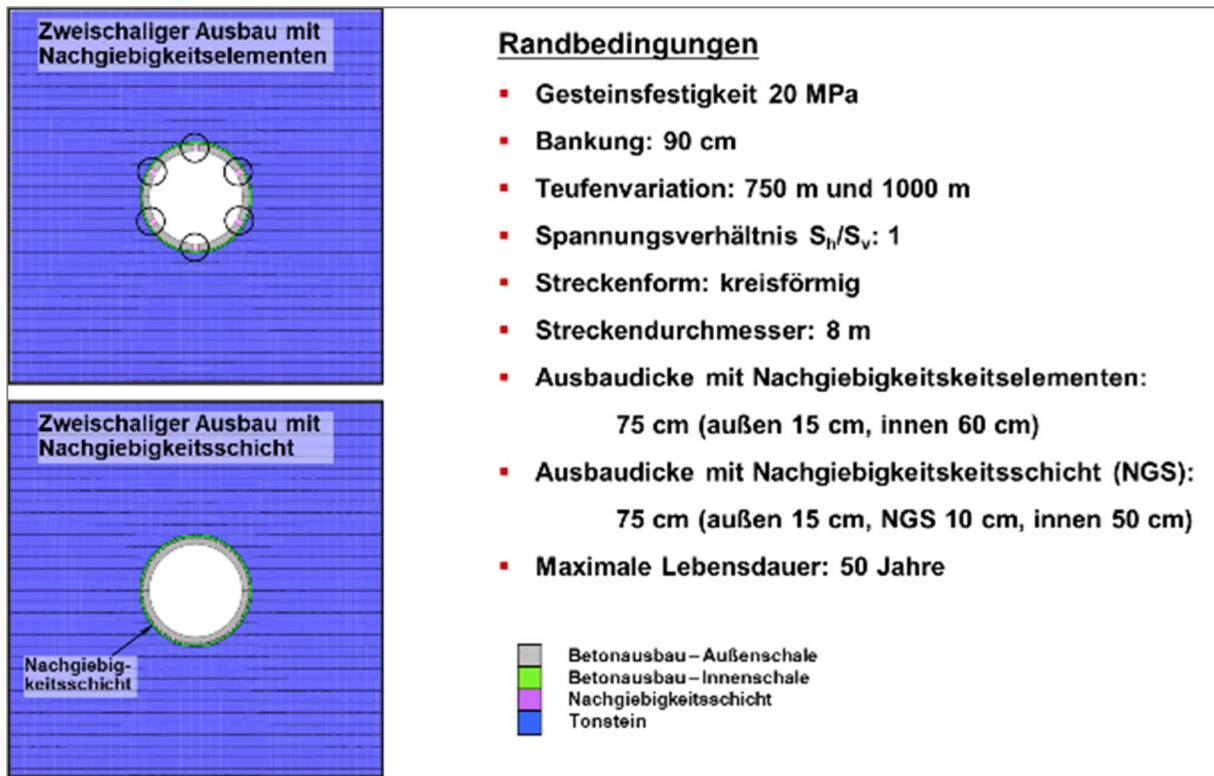 Zweischaliger Ausbau mit
Nachgiebigkeitselementen
Zweischaliger Ausbau mit
Nachgiebigkeitsschicht
Nachgiebig-
keitsschicht
Randbedingungen
▪ Gesteinsfestigkeit 20 MPa
▪ Bankung: 90 cm
▪ Teufenvariation: 750 m und 1000 m
▪ Spannungsverhältnis Sₕ/Sᵥ: 1
▪ Streckenform: kreisförmig
▪ Streckendurchmesser: 8 m
▪ Ausbaudicke mit Nachgiebigkeitskeitselementen:
75 cm (außen 15 cm, innen 60 cm)
▪ Ausbaudicke mit Nachgiebigkeitskeitsschicht (NGS):
75 cm (außen 15 cm, NGS 10 cm, innen 50 cm)
▪ Maximale Lebensdauer: 50 Jahre
Betonausbau – Außenschale
Betonausbau – Innenschale
Nachgiebigkeitsschicht
Tonstein